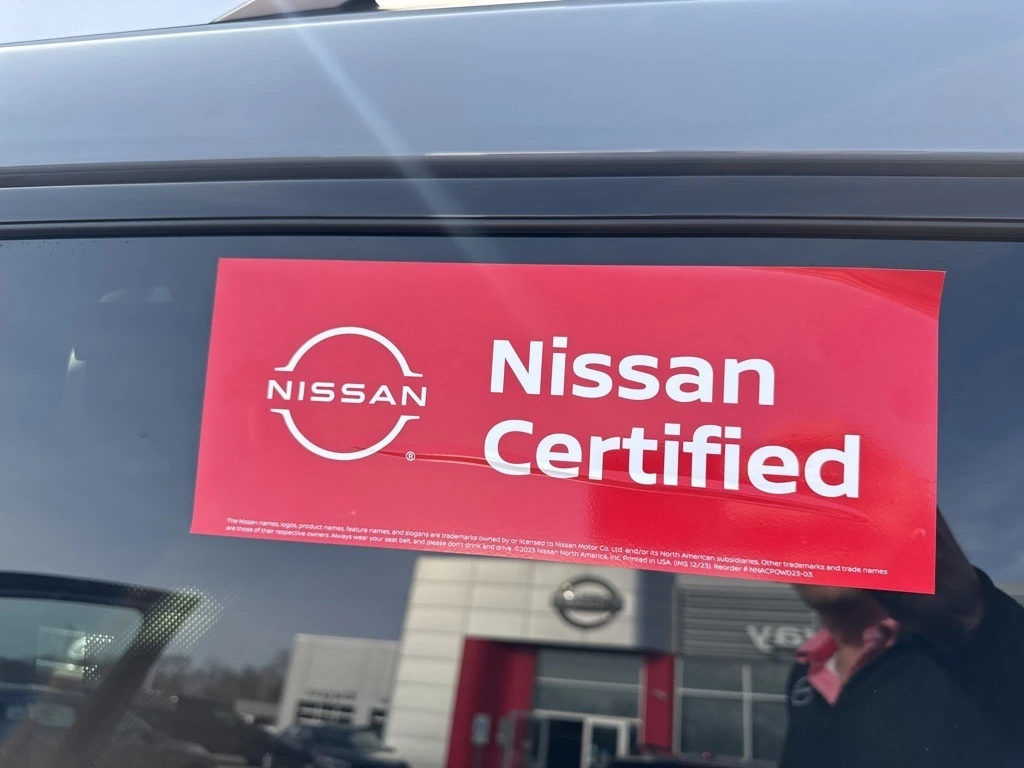 NISSAN
®
Nissan
Certified
The Nissan names, logos, product names, feature names, and slogans are trademarks owned by or licensed to Nissan Motor Co. Ltd. and/or its North American subsidiaries. Other trademarks and trade names
are those of their respective owners. Always wear your seat belt, and please don't drink and drive. ©2023 Nissan North America, Inc. Printed in USA. (IMS 12/23). Reorder # NNACPOWD23-03.